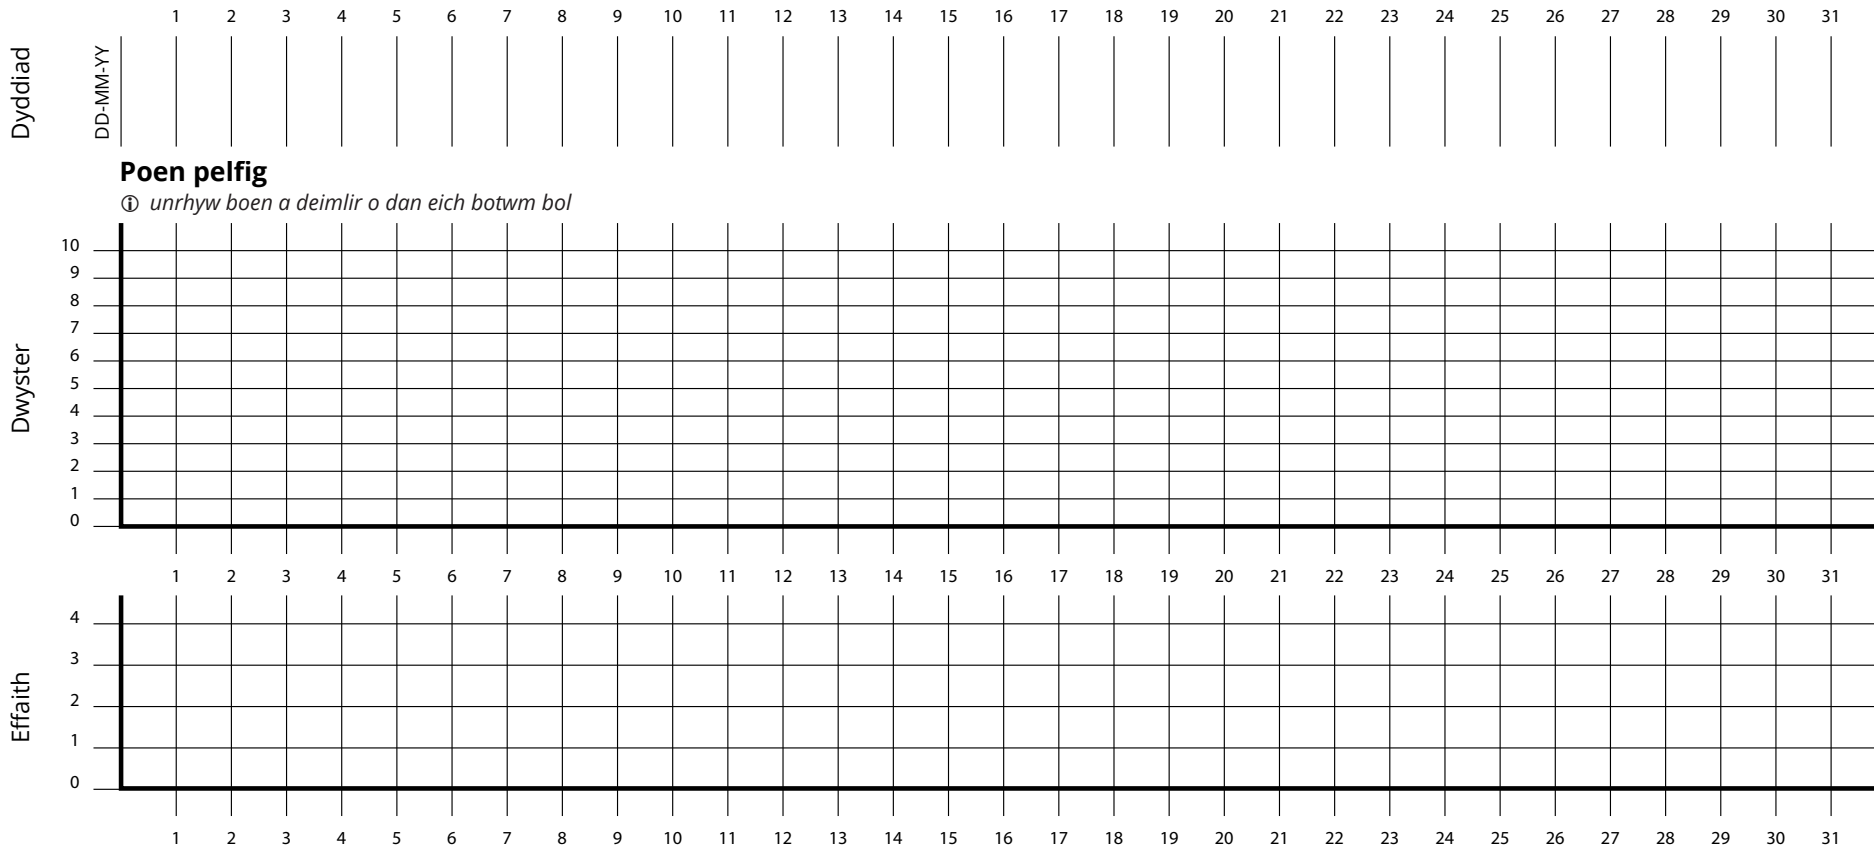 1 2 3 4 5 6 7 8 9 10 11 12 13 14 15 16 17 18 19 20 21 22 23 24 25 26 27 28 29 30 31
Dyddiad
DD-MM-YY
Poen pelfig
ⓘ unrhyw boen a deimlir o dan eich botwm bol
Dwyster
10
9
8
7
6
5
4
3
2
1
0
1 2 3 4 5 6 7 8 9 10 11 12 13 14 15 16 17 18 19 20 21 22 23 24 25 26 27 28 29 30 31
Effaith
4
3
2
1
0
1 2 3 4 5 6 7 8 9 10 11 12 13 14 15 16 17 18 19 20 21 22 23 24 25 26 27 28 29 30 31